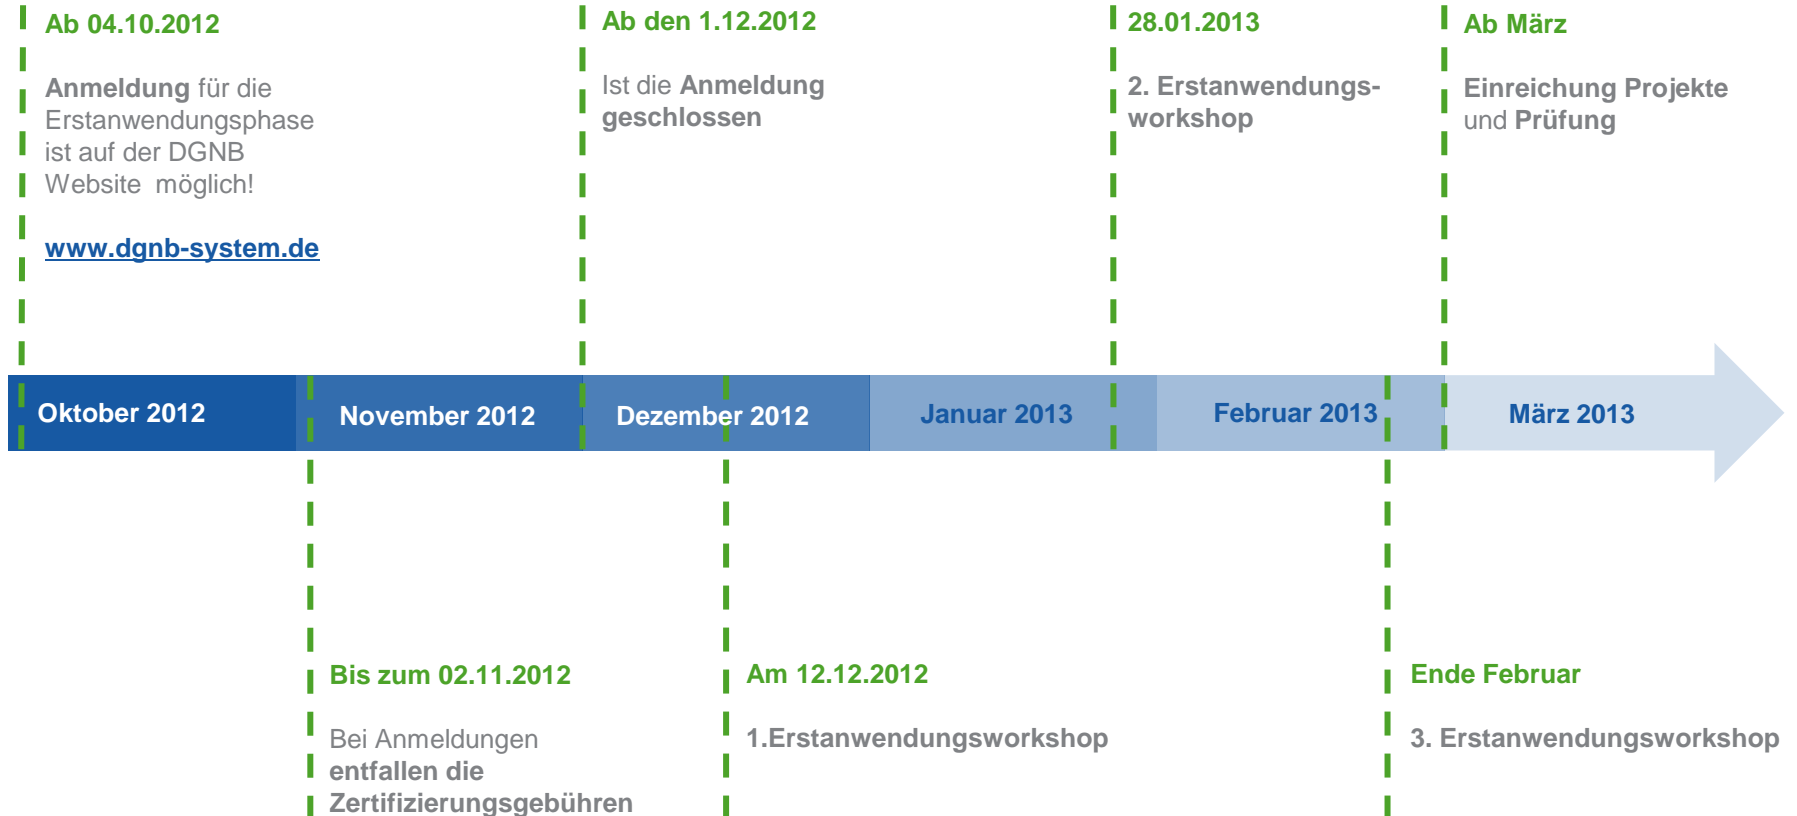 Ab 04.10.2012
Anmeldung für die
Erstanwendungsphase
ist auf der DGNB
Website möglich!
www.dgnb-system.de
Ab den 1.12.2012
Ist die Anmeldung
geschlossen
28.01.2013
2. Erstanwendungs-
workshop
Ab März
Einreichung Projekte
und Prüfung
Oktober 2012
November 2012
Dezember 2012
Januar 2013
Februar 2013
März 2013
Bis zum 02.11.2012
Bei Anmeldungen
entfallen die
Zertifizierungsgebühren
Am 12.12.2012
1.Erstanwendungsworkshop
Ende Februar
3. Erstanwendungsworkshop